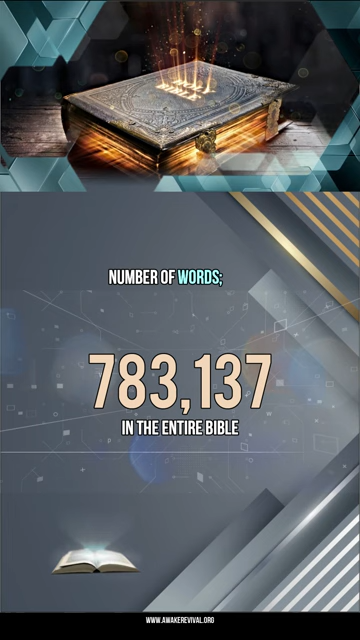 NUMBER OF WORDS;
783,137
IN THE ENTIRE BIBLE
WWW.AWAKEREVIVAL.ORG